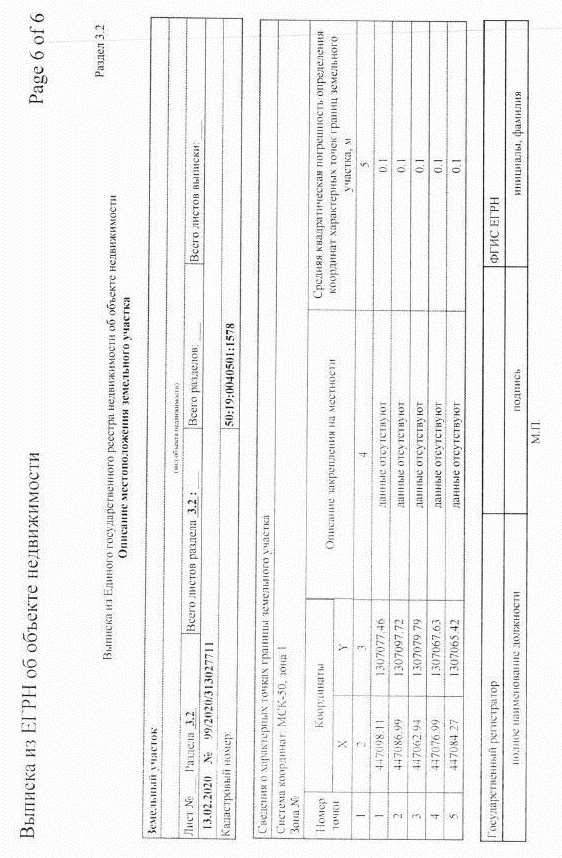 Выписка из ЕГРН об объекте недвижимости
Page 6 of 6
Раздел 3.2
Выписка из Единого государственного реестра недвижимости об объекте недвижимости
Описание местоположения земельного участка
Земельный участок
(вид объекта недвижимости)
Лист № Раздела 3.2 Всего листов раздела 3.2 : Всего разделов: Всего листов выписки:
13.02.2020 № 99/2020/313027711
Кадастровый номер: 50:19:0040501:1578
Сведения о характерных точках границы земельного участка
Система координат: МСК-50, зона 1
Зона №
Номер точки Координаты Описание закрепления на местности Средняя квадратическая погрешность определения координат характерных точек границ земельного участка, м
X Y
1 2 3 4 5
1 447098.11 1307077.46 данные отсутствуют 0.1
2 447086.99 1307097.72 данные отсутствуют 0.1
3 447062.94 1307079.79 данные отсутствуют 0.1
4 447076.99 1307067.63 данные отсутствуют 0.1
5 447084.27 1307065.42 данные отсутствуют 0.1
Государственный регистратор ФГИС ЕГРН
полное наименование должности подпись инициалы, фамилия
М.П.